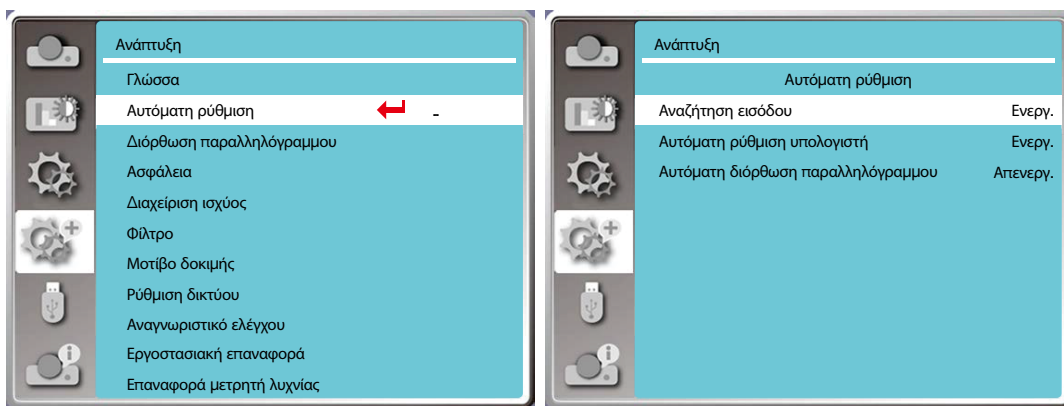 Ανάπτυξη
Γλώσσα
Αυτόματη ρύθμιση -
Διόρθωση παραλληλόγραμμου
Ασφάλεια
Διαχείριση ισχύος
Φίλτρο
Μοτίβο δοκιμής
Ρύθμιση δικτύου
Αναγνωριστικό ελέγχου
Εργοστασιακή επαναφορά
Επαναφορά μετρητή λυχνίας
Ανάπτυξη
Αυτόματη ρύθμιση
Αναζήτηση εισόδου Ενεργ.
Αυτόματη ρύθμιση υπολογιστή Ενεργ.
Αυτόματη διόρθωση παραλληλόγραμμου Απενεργ.